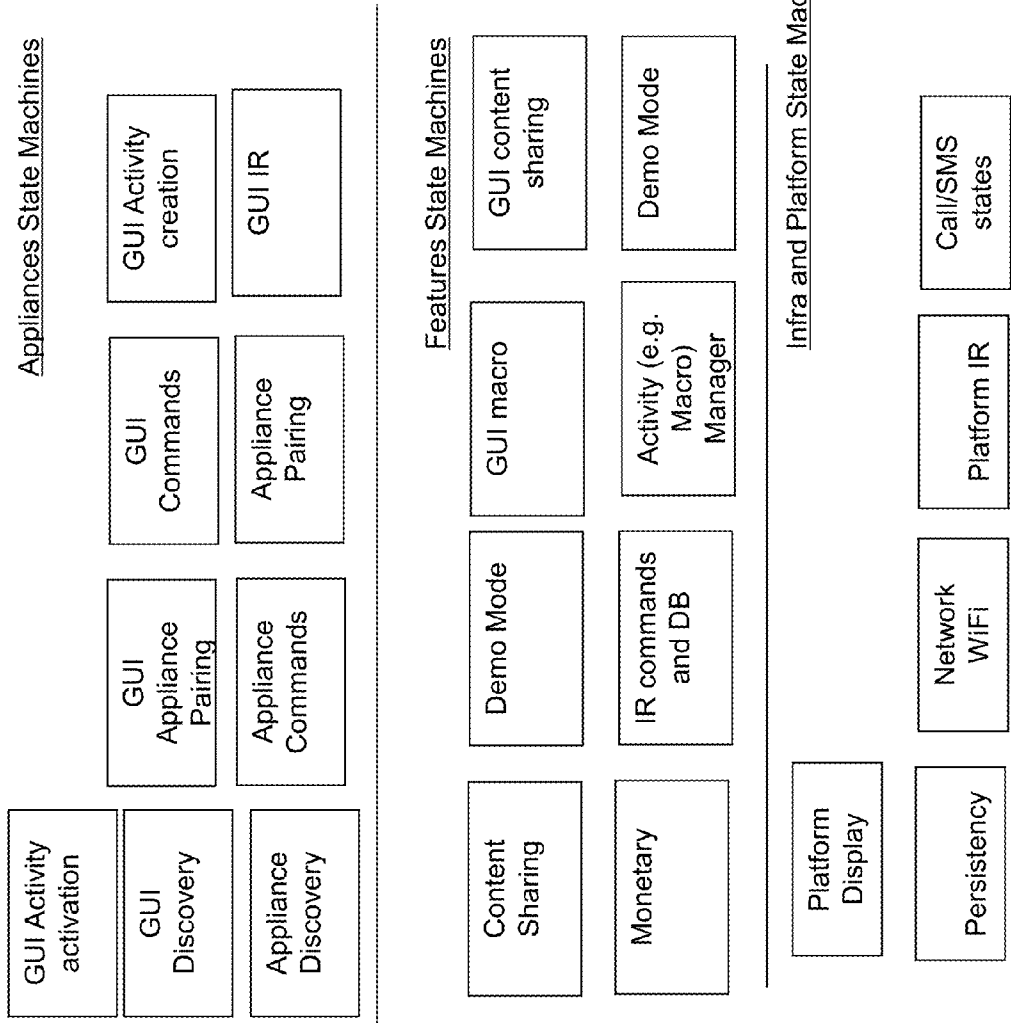 Appliances State Machines
GUI Activity
activation
GUI
Discovery
GUI
Appliance
Pairing
GUI
Commands
GUI Activity
creation
Appliance
Discovery
Appliance
Commands
Appliance
Pairing
GUI IR
Features State Machines
Content
Sharing
Demo Mode
GUI macro
GUI content
sharing
Monetary
IR commands
and DB
Activity (e.g.
Macro)
Manager
Demo Mode
Infra and Platform State Mac
Platform
Display
Persistency
Network
WiFi
Platform IR
Call/SMS
states